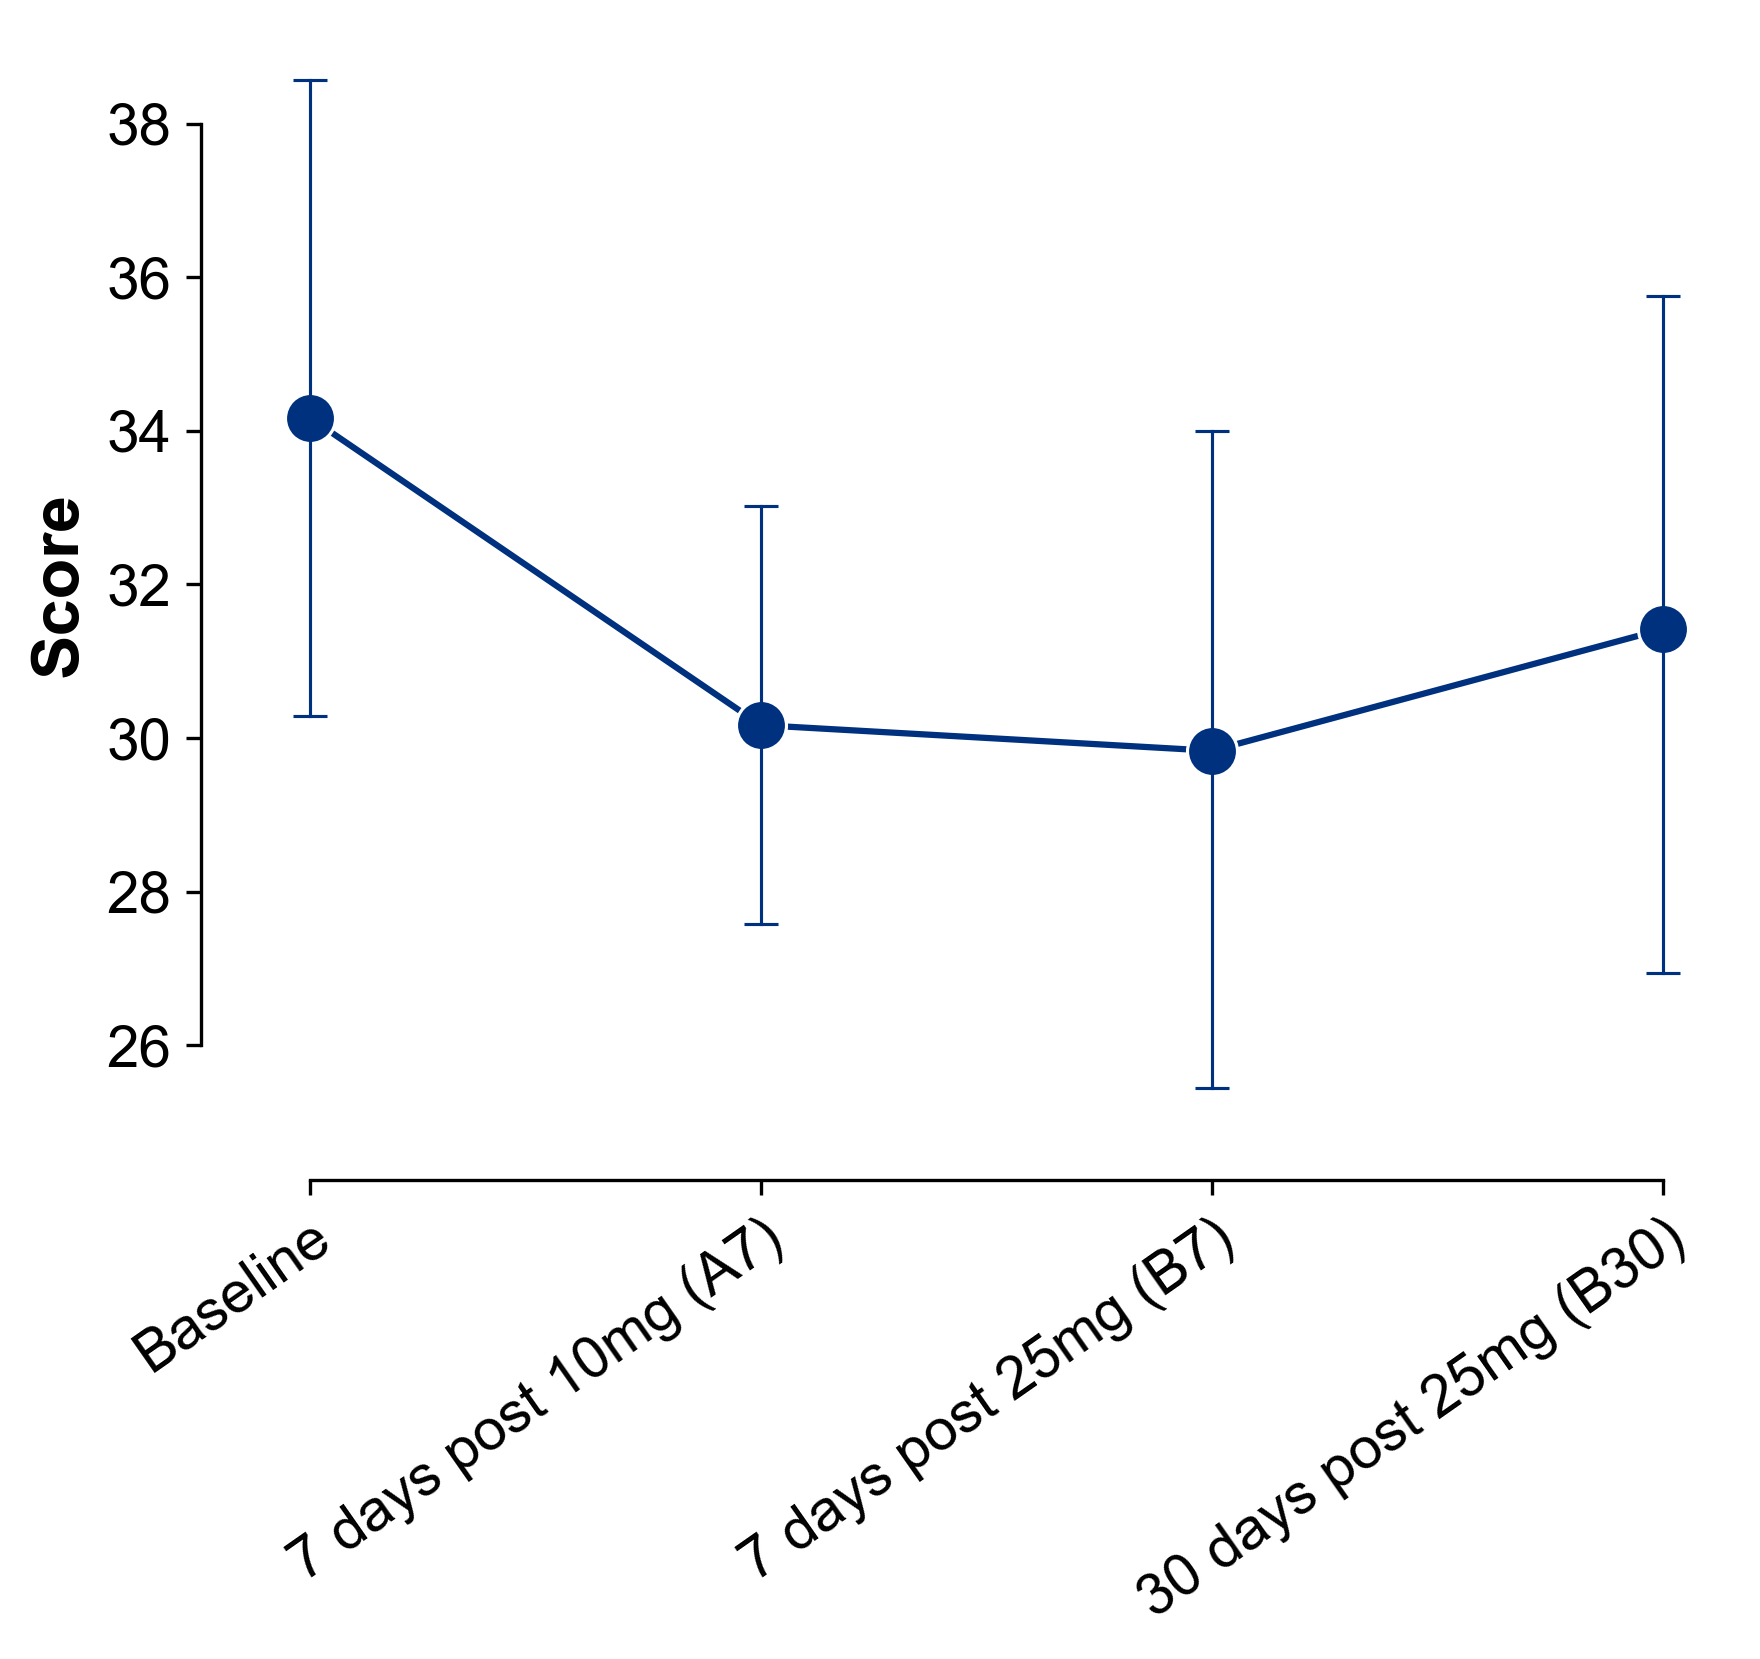 Score
38
36
34
32
30
28
26
Baseline
7 days post 10mg (A7)
7 days post 25mg (B7)
30 days post 25mg (B30)